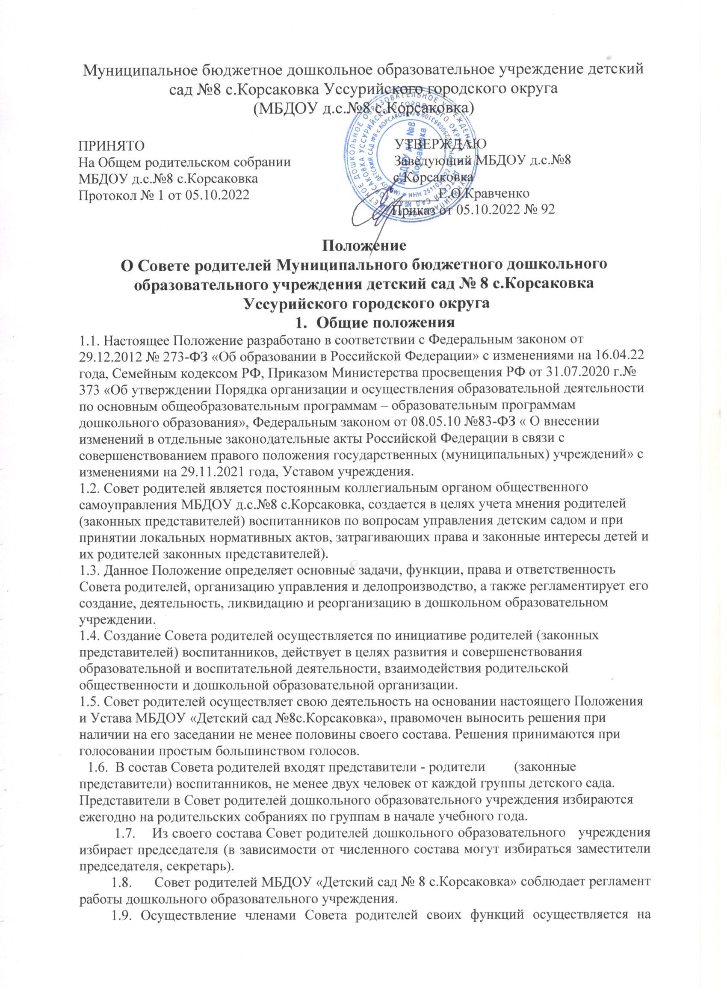 Муниципальное бюджетное дошкольное образовательное учреждение детский
сад №8 с.Корсаковка Уссурийского городского округа
(МБДОУ д.с.№8 с.Корсаковка)
ПРИНЯТО
На Общем родительском собрании
МБДОУ д.с.№8 с.Корсаковка
Протокол № 1 от 05.10.2022
УТВЕРЖДАЮ
Заведующий МБДОУ д.с.№8
с.Корсаковка
______Е.О.Кравченко
Приказ от 05.10.2022 № 92
МБДОУ д/с №8
с.Корсаковка
Положение
О Совете родителей Муниципального бюджетного дошкольного
образовательного учреждения детский сад № 8 с.Корсаковка
Уссурийского городского округа
1. Общие положения
1.1. Настоящее Положение разработано в соответствии с Федеральным законом от
29.12.2012 № 273-ФЗ «Об образовании в Российской Федерации» с изменениями на 16.04.22
года, Семейным кодексом РФ, Приказом Министерства просвещения РФ от 31.07.2020 г.№
373 «Об утверждении Порядка организации и осуществления образовательной деятельности
по основным общеобразовательным программам – образовательным программам
дошкольного образования», Федеральным законом от 08.05.10 №83-ФЗ « О внесении
изменений в отдельные законодательные акты Российской Федерации в связи с
совершенствованием правого положения государственных (муниципальных) учреждений» с
изменениями на 29.11.2021 года, Уставом учреждения.
1.2. Совет родителей является постоянным коллегиальным органом общественного
самоуправления МБДОУ д.с.№8 с.Корсаковка, создается в целях учета мнения родителей
(законных представителей) воспитанников по вопросам управления детским садом и при
принятии локальных нормативных актов, затрагивающих права и законные интересы детей и
их родителей законных представителей).
1.3. Данное Положение определяет основные задачи, функции, права и ответственность
Совета родителей, организацию управления и делопроизводство, а также регламентирует его
создание, деятельность, ликвидацию и реорганизацию в дошкольном образовательном
учреждении.
1.4. Создание Совета родителей осуществляется по инициативе родителей (законных
представителей) воспитанников, действует в целях развития и совершенствования
образовательной и воспитательной деятельности, взаимодействия родительской
общественности и дошкольной образовательной организации.
1.5. Совет родителей осуществляет свою деятельность на основании настоящего Положения
и Устава МБДОУ «Детский сад №8с.Корсаковка», правомочен выносить решения при
наличии на его заседании не менее половины своего состава. Решения принимаются при
голосовании простым большинством голосов.
1.6. В состав Совета родителей входят представители - родители (законные
представители) воспитанников, не менее двух человек от каждой группы детского сада.
Представители в Совет родителей дошкольного образовательного учреждения избираются
ежегодно на родительских собраниях по группам в начале учебного года.
1.7. Из своего состава Совет родителей дошкольного образовательного учреждения
избирает председателя (в зависимости от численного состава могут избираться заместители
председателя, секретарь).
1.8. Совет родителей МБДОУ «Детский сад № 8 с.Корсаковка» соблюдает регламент
работы дошкольного образовательного учреждения.
1.9. Осуществление членами Совета родителей своих функций осуществляется на